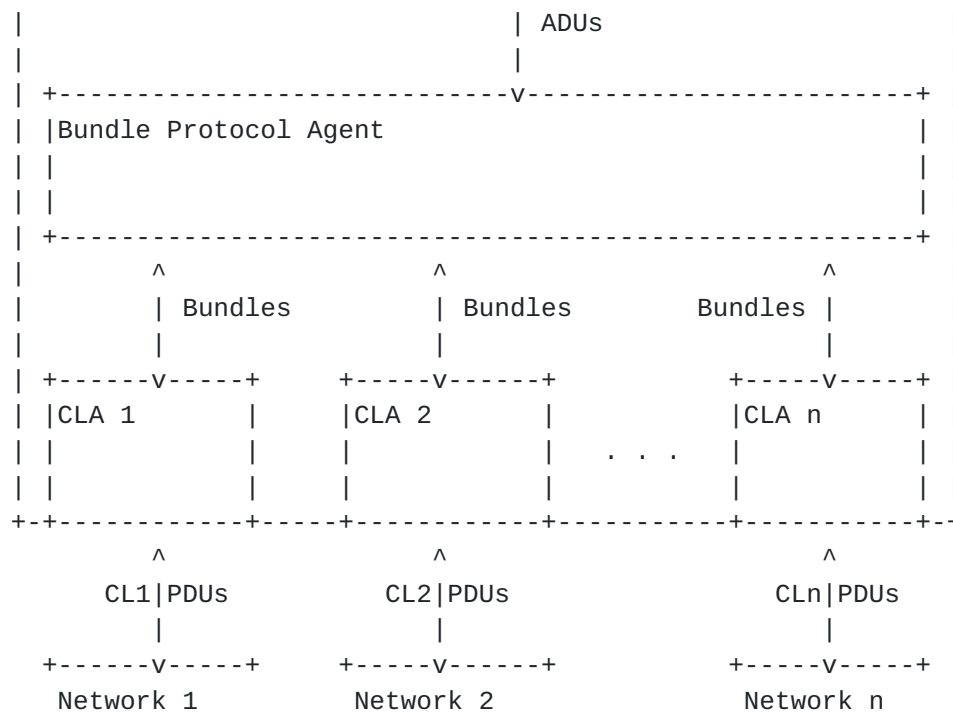 ADUs
Bundle Protocol Agent
Bundles Bundles Bundles
CLA 1 CLA 2 CLA n
. . .
CL1|PDUs CL2|PDUs CLn|PDUs
Network 1 Network 2 Network n